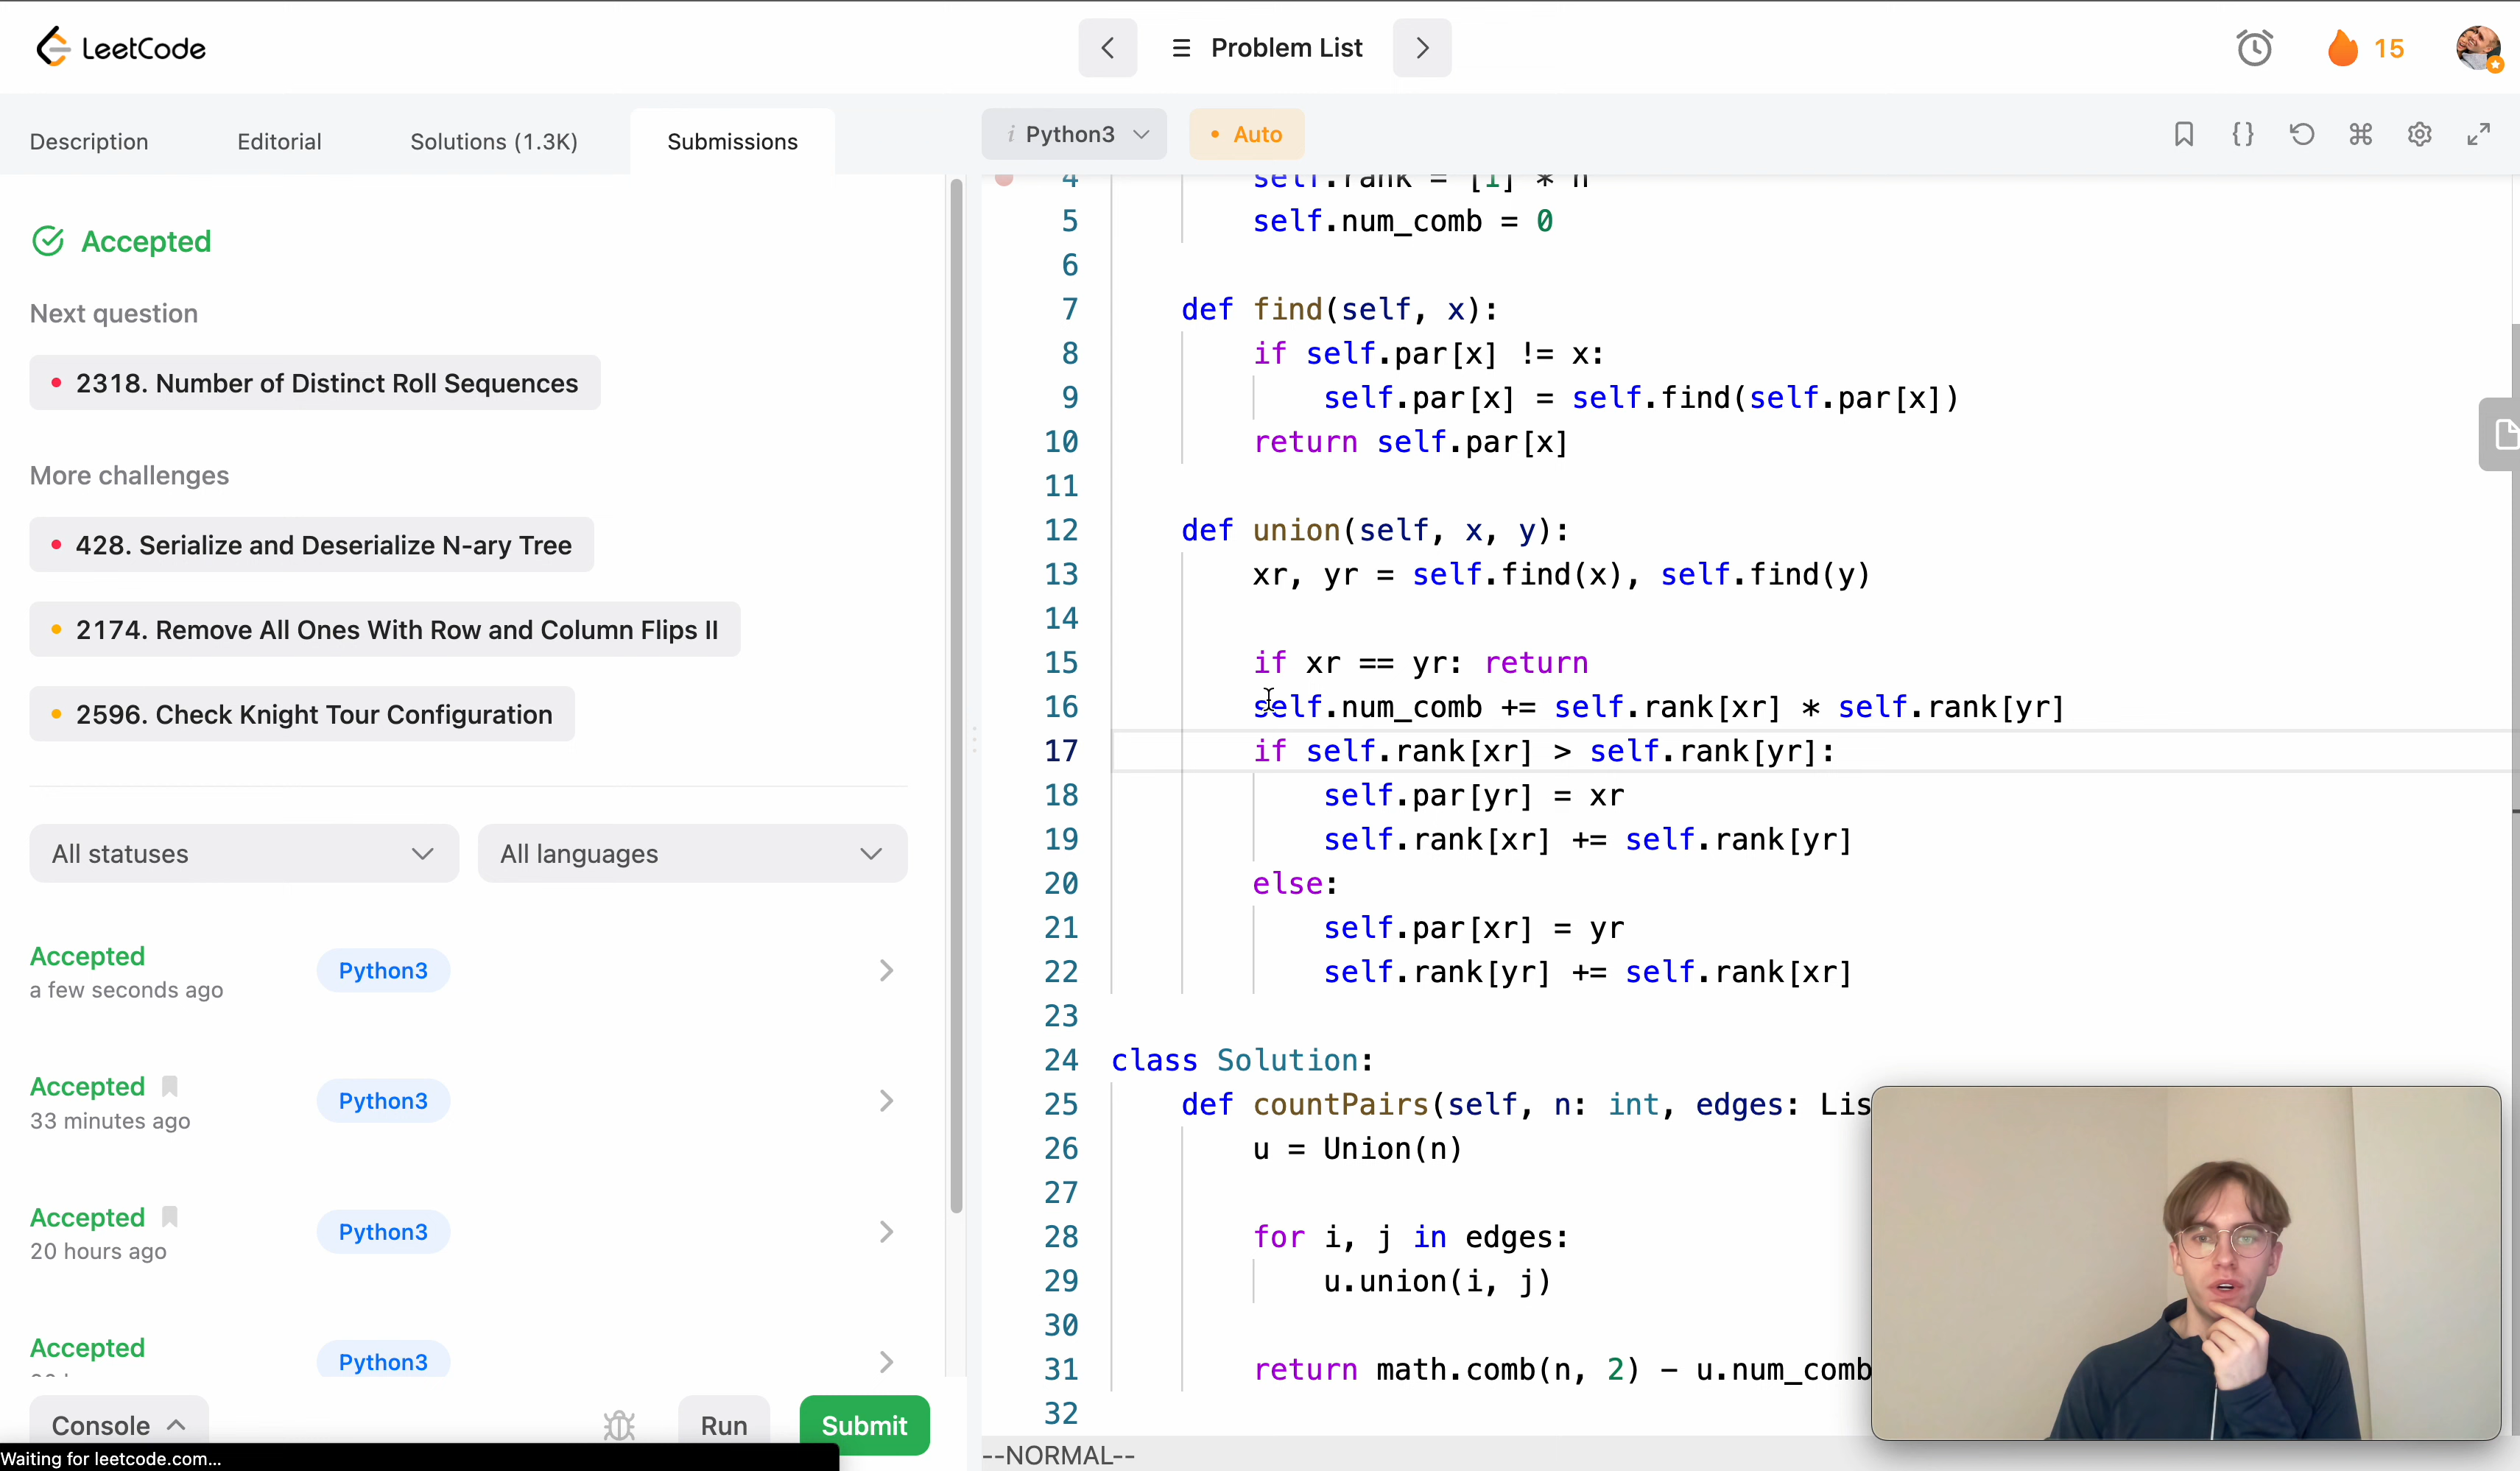 LeetCode
Problem List
15
Description
Editorial
Solutions (1.3K)
Submissions
i Python3
• Auto
Accepted
Next question
2318. Number of Distinct Roll Sequences
More challenges
428. Serialize and Deserialize N-ary Tree
2174. Remove All Ones With Row and Column Flips II
2596. Check Knight Tour Configuration
All statuses
All languages
Accepted
a few seconds ago
Python3
Accepted
33 minutes ago
Python3
Accepted
20 hours ago
Python3
Accepted
Python3
Console
Run
Submit
Waiting for leetcode.com...
4 self.rank = [1] * n
5 self.num_comb = 0
6
7 def find(self, x):
8 if self.par[x] != x:
9 self.par[x] = self.find(self.par[x])
10 return self.par[x]
11
12 def union(self, x, y):
13 xr, yr = self.find(x), self.find(y)
14
15 if xr == yr: return
16 self.num_comb += self.rank[xr] * self.rank[yr]
17 if self.rank[xr] > self.rank[yr]:
18 self.par[yr] = xr
19 self.rank[xr] += self.rank[yr]
20 else:
21 self.par[xr] = yr
22 self.rank[yr] += self.rank[xr]
23
24 class Solution:
25 def countPairs(self, n: int, edges: Lis
26 u = Union(n)
27
28 for i, j in edges:
29 u.union(i, j)
30
31 return math.comb(n, 2) - u.num_comb
32
--NORMAL--